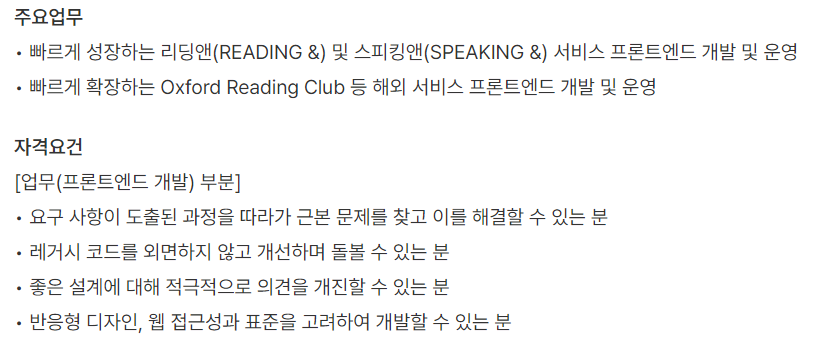 주요업무
• 빠르게 성장하는 리딩앤(READING &) 및 스피킹앤(SPEAKING &) 서비스 프론트엔드 개발 및 운영
• 빠르게 확장하는 Oxford Reading Club 등 해외 서비스 프론트엔드 개발 및 운영
자격요건
[업무(프론트엔드 개발) 부분]
• 요구 사항이 도출된 과정을 따라가 근본 문제를 찾고 이를 해결할 수 있는 분
• 레거시 코드를 외면하지 않고 개선하며 돌볼 수 있는 분
• 좋은 설계에 대해 적극적으로 의견을 개진할 수 있는 분
• 반응형 디자인, 웹 접근성과 표준을 고려하여 개발할 수 있는 분